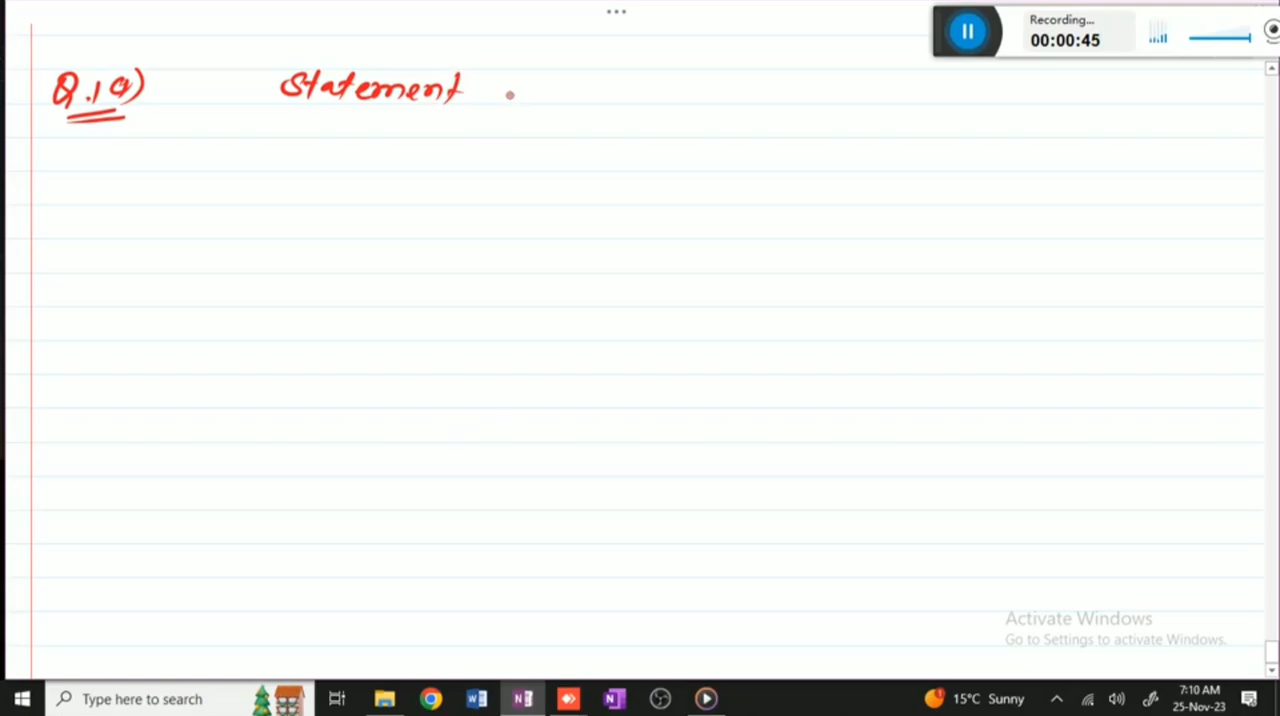 Recording...
00:00:45
Q.1 a) Statement
Activate Windows
Go to Settings to activate Windows.
Type here to search
15°C Sunny
7:10 AM
25-Nov-23